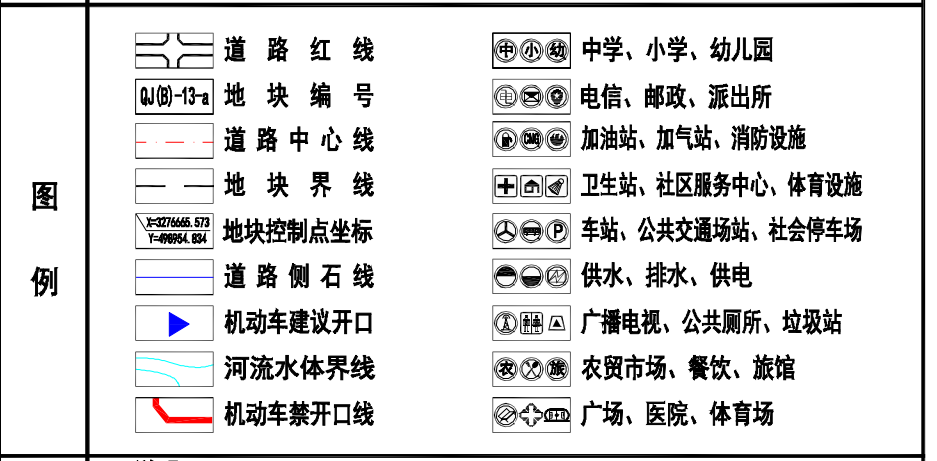 图例
道路红线
QJ(B)-13-a 地块编号
道路中心线
地块界线
X=3276665.573
Y=498954.834
地块控制点坐标
道路侧石线
机动车建议开口
河流水体界线
机动车禁开口线
中 小 幼 中学、小学、幼儿园
电 电信、邮政、派出所
CNG 加油站、加气站、消防设施
卫生站、社区服务中心、体育设施
P 车站、公共交通场站、社会停车场
供水、排水、供电
广播电视、公共厕所、垃圾站
农 旅 农贸市场、餐饮、旅馆
广场、医院、体育场